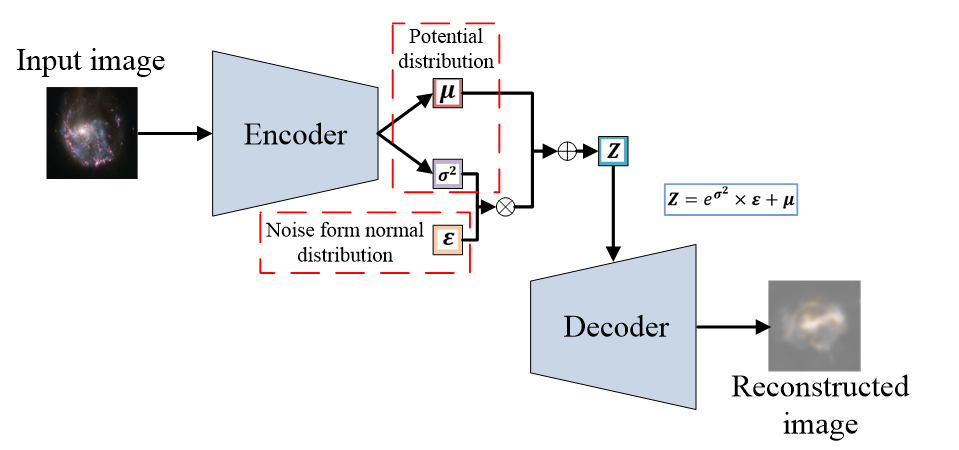 Input image
Encoder
Potential
distribution
μ
σ²
Noise form normal
distribution
ε
Z
Z = e^{σ²} × ε + μ
Decoder
Reconstructed
image